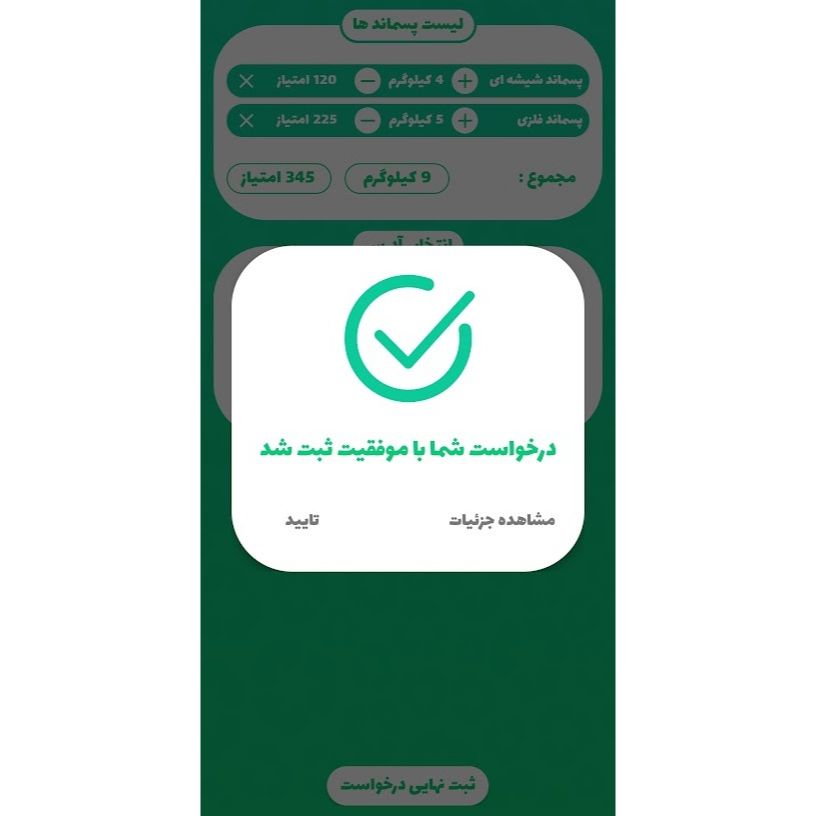 لیست پسماند ها
پسماند شیشه ای 4 کیلوگرم 120 امتیاز
پسماند فلزی 5 کیلوگرم 225 امتیاز
مجموع : 9 کیلوگرم 345 امتیاز
درخواست شما با موفقیت ثبت شد
مشاهده جزئیات تایید
ثبت نهایی درخواست